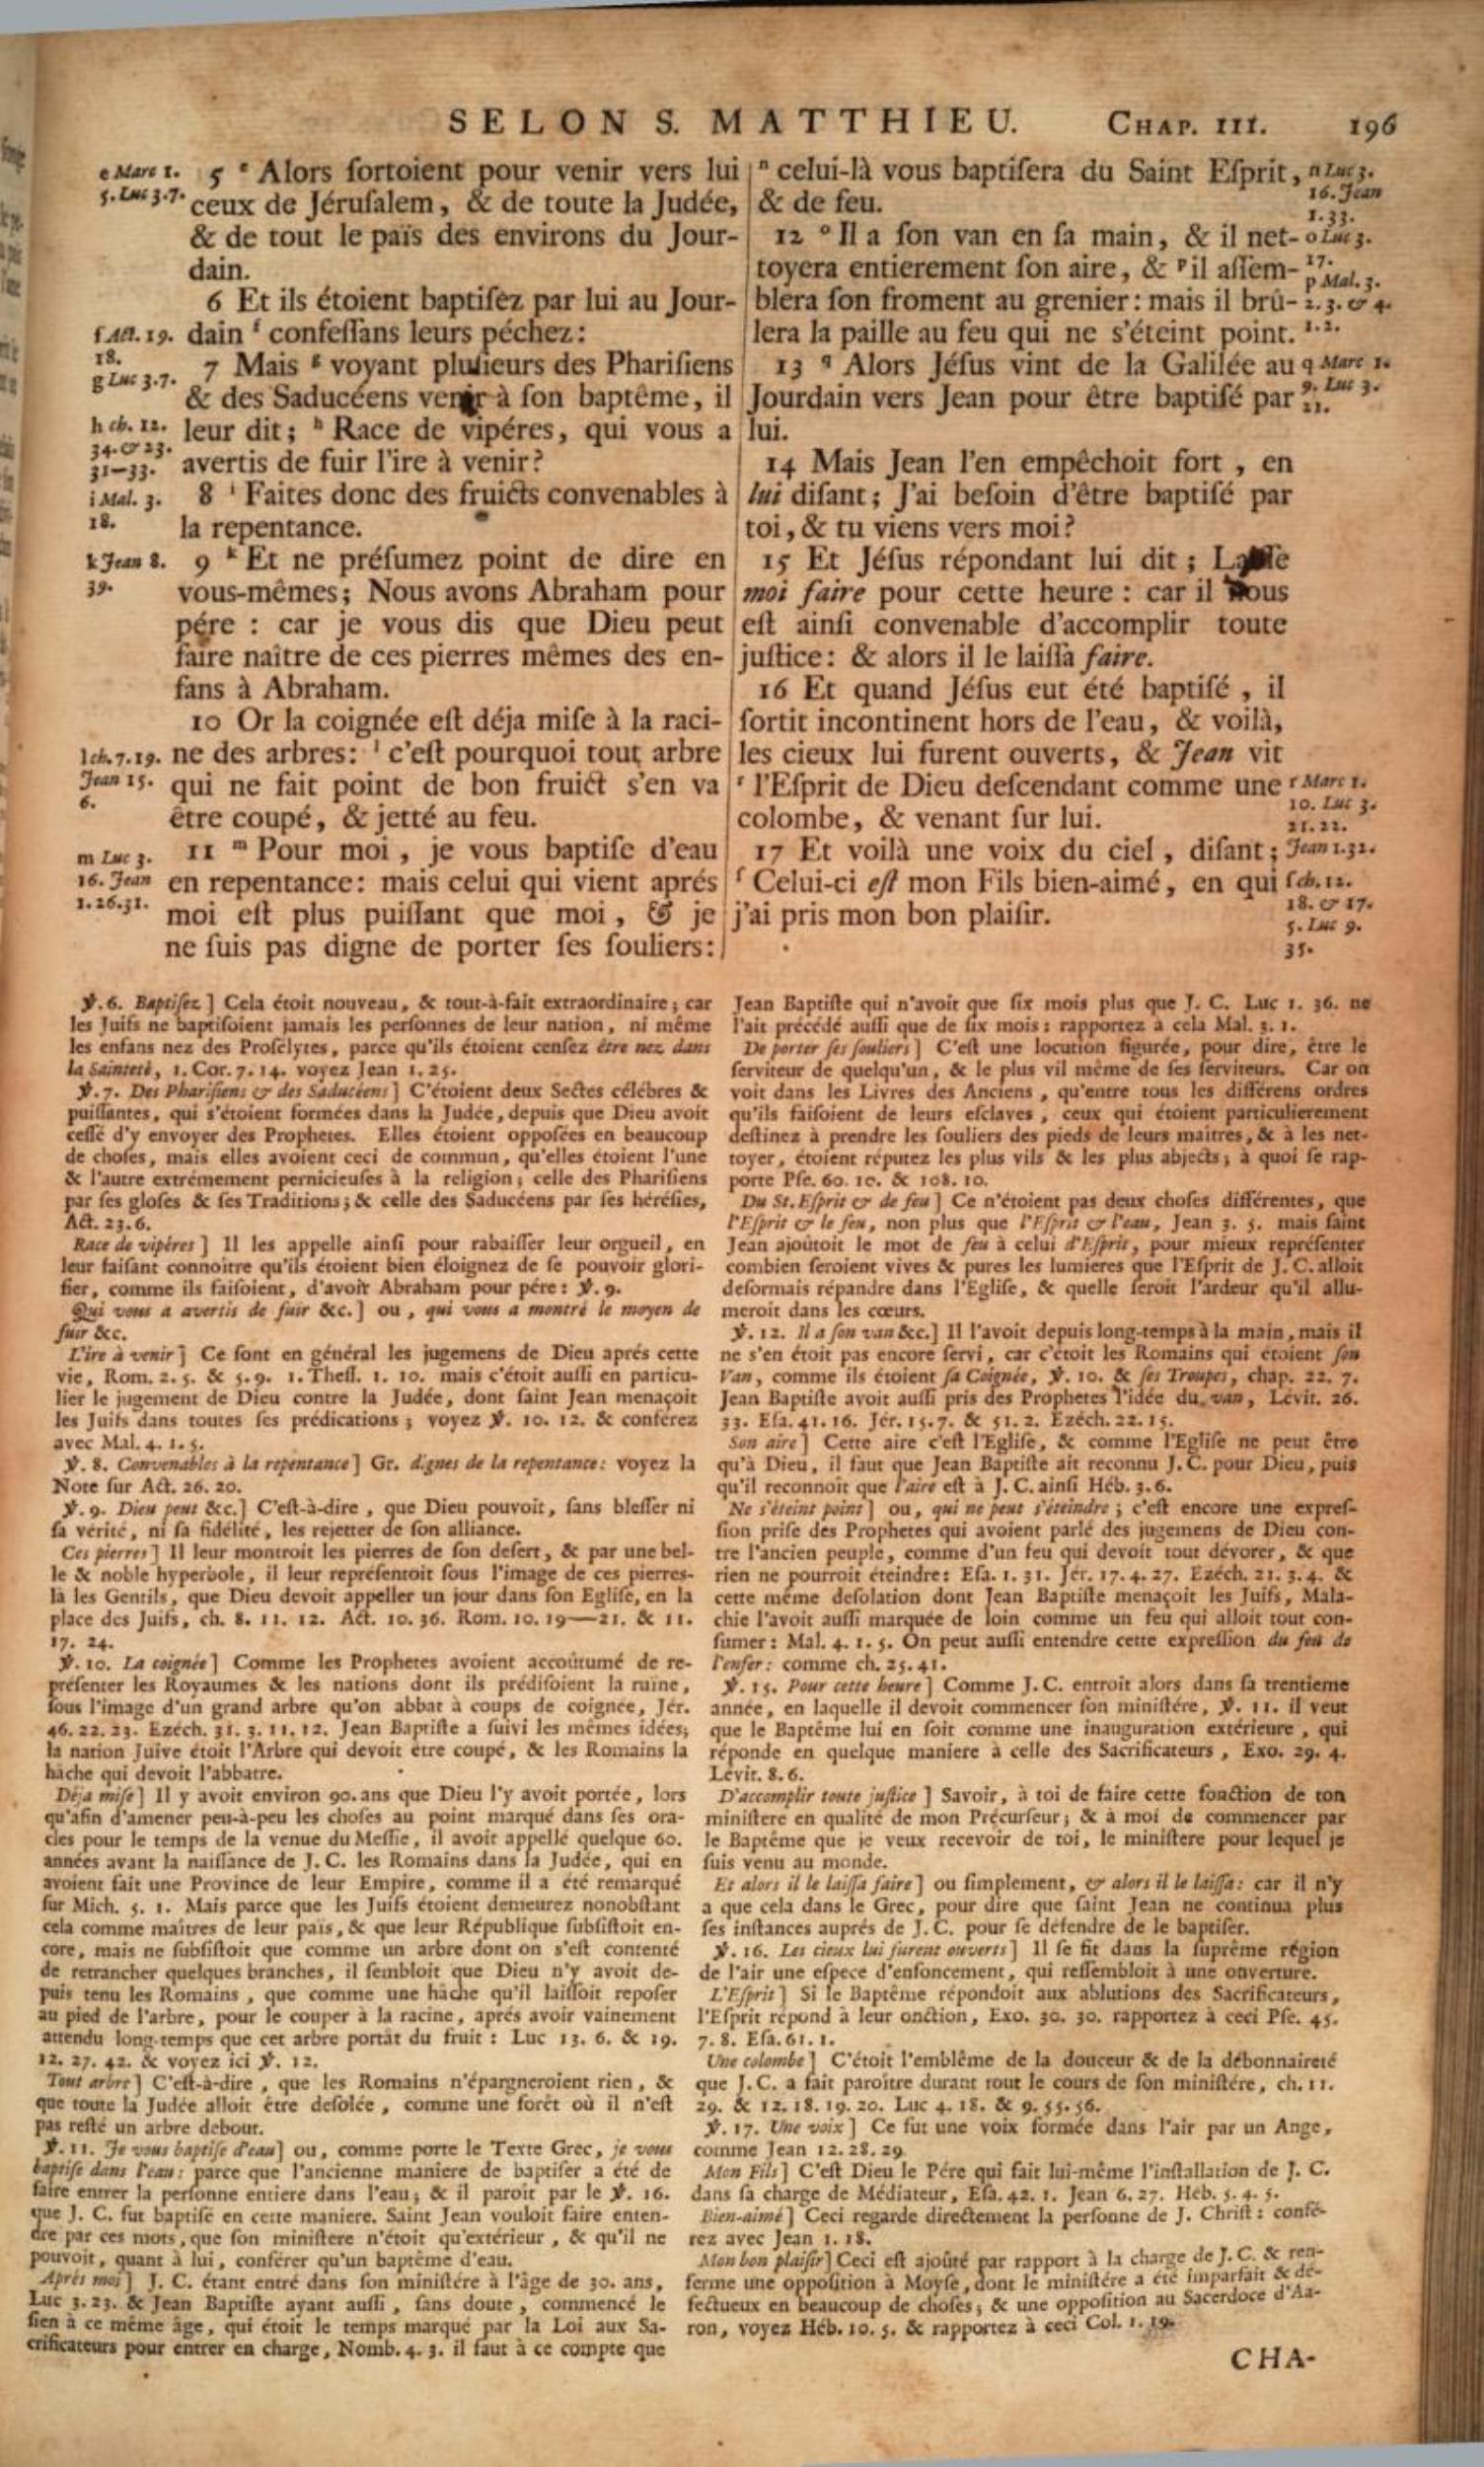 SELON S. MATTHIEU. CHAP. III. 196
e Marc 1.
5. Luc 3.7.
5 e Alors ſortoient pour venir vers lui
ceux de Jéruſalem, & de toute la Judée,
& de tout le païs des environs du Jour-
dain.
6 Et ils étoient baptiſez par lui au Jour-
f Act. 19.
18.
dain f confeſſans leurs péchez:
g Luc 3.7.
7 Mais g voyant pluſieurs des Phariſiens
& des Saducéens venir à ſon baptême, il
h ch. 12.
34. & 23.
31—33.
leur dit; h Race de vipéres, qui vous a
avertis de fuir l'ire à venir?
i Mal. 3.
18.
8 i Faites donc des fruicts convenables à
la repentance.
k Jean 8.
39.
9 k Et ne préſumez point de dire en
vous-mêmes; Nous avons Abraham pour
pére : car je vous dis que Dieu peut
faire naître de ces pierres mêmes des en-
fans à Abraham.
10 Or la coignée eſt déja miſe à la raci-
l ch. 7. 19.
Jean 15.
6.
ne des arbres: l c'eſt pourquoi tout arbre
qui ne fait point de bon fruict s'en va
être coupé, & jetté au feu.
m Luc 3.
16. Jean
1.26.31.
11 m Pour moi, je vous baptiſe d'eau
en repentance: mais celui qui vient aprés
moi eſt plus puiſſant que moi, & je
ne ſuis pas digne de porter ſes ſouliers:
n celui-là vous baptiſera du Saint Eſprit,
& de feu.
n Luc 3.
16. Jean
1.33.
12 o Il a ſon van en ſa main, & il net-
toyera entierement ſon aire, & p il aſſem-
blera ſon froment au grenier: mais il brû-
lera la paille au feu qui ne s'éteint point.
o Luc 3.
17.
p Mal. 3.
2. 3. & 4.
1.2.
13 q Alors Jéſus vint de la Galilée au
Jourdain vers Jean pour être baptiſé par
lui.
q Marc 1.
9. Luc 3.
21.
14 Mais Jean l'en empêchoit fort, en
lui diſant; J'ai beſoin d'être baptiſé par
toi, & tu viens vers moi?
15 Et Jéſus répondant lui dit; Laiſſe
moi faire pour cette heure : car il nous
eſt ainſi convenable d'accomplir toute
juſtice: & alors il le laiſſa faire.
16 Et quand Jéſus eut été baptiſé, il
ſortit incontinent hors de l'eau, & voilà,
les cieux lui furent ouverts, & Jean vit
r l'Eſprit de Dieu deſcendant comme une
colombe, & venant ſur lui.
r Marc 1.
10. Luc 3.
21.22.
Jean 1.32.
17 Et voilà une voix du ciel, diſant;
ſ Celui-ci eſt mon Fils bien-aimé, en qui
j'ai pris mon bon plaiſir.
ſ ch. 12.
18. & 17.
5. Luc 9.
35.
℣. 6. Baptiſez] Cela étoit nouveau, & tout-à-fait extraordinaire; car
les Juifs ne baptiſoient jamais les perſonnes de leur nation, ni même
les enfans nez des Proſélytes, parce qu'ils étoient cenſez être nez dans
la Sainteté, 1. Cor. 7. 14. voyez Jean 1. 25.
℣. 7. Des Phariſiens & des Saducéens] C'étoient deux Sectes célébres &
puiſſantes, qui s'étoient formées dans la Judée, depuis que Dieu avoit
ceſſé d'y envoyer des Prophetes. Elles étoient oppoſées en beaucoup
de choſes, mais elles avoient ceci de commun, qu'elles étoient l'une
& l'autre extrémement pernicieuſes à la religion; celle des Phariſiens
par ſes gloſes & ſes Traditions; & celle des Saducéens par ſes héréſies,
Act. 23. 6.
Race de vipéres] Il les appelle ainſi pour rabaiſſer leur orgueil, en
leur faiſant connoitre qu'ils étoient bien éloignez de ſe pouvoir glori-
fier, comme ils faiſoient, d'avoir Abraham pour pére: ℣. 9.
Qui vous a avertis de fuir &c.] ou, qui vous a montré le moyen de
fuir &c.
L'ire à venir] Ce ſont en général les jugemens de Dieu aprés cette
vie, Rom. 2. 5. & 5. 9. 1. Theſſ. 1. 10. mais c'étoit auſſi en particu-
lier le jugement de Dieu contre la Judée, dont ſaint Jean menaçoit
les Juifs dans toutes ſes prédications; voyez ℣. 10. 12. & conférez
avec Mal. 4. 1. 5.
℣. 8. Convenables à la repentance] Gr. dignes de la repentance: voyez la
Note ſur Act. 26. 20.
℣. 9. Dieu peut &c.] C'eſt-à-dire, que Dieu pouvoit, ſans bleſſer ni
ſa vérité, ni ſa fidélité, les rejetter de ſon alliance.
Ces pierres] Il leur montroit les pierres de ſon deſert, & par une bel-
le & noble hyperbole, il leur repréſentoit ſous l'image de ces pierres-
là les Gentils, que Dieu devoit appeller un jour dans ſon Egliſe, en la
place des Juifs, ch. 8. 11. 12. Act. 10. 36. Rom. 10. 19—21. & 11.
17. 24.
℣. 10. La coignée] Comme les Prophetes avoient accoûtumé de re-
préſenter les Royaumes & les nations dont ils prédiſoient la ruïne,
ſous l'image d'un grand arbre qu'on abbat à coups de coignée, Jér.
46. 22. 23. Ezéch. 31. 3. 11. 12. Jean Baptiſte a ſuivi les mêmes idées;
la nation Juive étoit l'Arbre qui devoit être coupé, & les Romains la
hâche qui devoit l'abbatre.
Déja miſe] Il y avoit environ 90. ans que Dieu l'y avoit portée, lors
qu'afin d'amener peu-à-peu les choſes au point marqué dans ſes ora-
cles pour le temps de la venue du Meſſie, il avoit appellé quelque 60.
années avant la naiſſance de J. C. les Romains dans la Judée, qui en
avoient fait une Province de leur Empire, comme il a été remarqué
ſur Mich. 5. 1. Mais parce que les Juifs étoient demeurez nonobſtant
cela comme maîtres de leur païs, & que leur République ſubſiſtoit en-
core, mais ne ſubſiſtoit que comme un arbre dont on s'eſt contenté
de retrancher quelques branches, il ſembloit que Dieu n'y avoit de-
puis tenu les Romains, que comme une hâche qu'il laiſſoit repoſer
au pied de l'arbre, pour le couper à la racine, aprés avoir vainement
attendu long-temps que cet arbre portât du fruit: Luc 13. 6. & 19.
12. 27. 42. & voyez ici ℣. 12.
Tout arbre] C'eſt-à-dire, que les Romains n'épargneroient rien, &
que toute la Judée alloit être deſolée, comme une forêt où il n'eſt
pas reſté un arbre debout.
℣. 11. Je vous baptiſe d'eau] ou, comme porte le Texte Grec, je vous
baptiſe dans l'eau: parce que l'ancienne maniere de baptiſer a été de
faire entrer la perſonne entiere dans l'eau; & il paroit par le ℣. 16.
que J. C. fut baptiſé en cette maniere. Saint Jean vouloit faire enten-
dre par ces mots, que ſon miniſtere n'étoit qu'extérieur, & qu'il ne
pouvoit, quant à lui, conférer qu'un baptême d'eau.
Aprés moi] J. C. étant entré dans ſon miniſtére à l'âge de 30. ans,
Luc 3. 23. & Jean Baptiſte ayant auſſi, ſans doute, commencé le
ſien à ce même âge, qui étoit le temps marqué par la Loi aux Sa-
crificateurs pour entrer en charge, Nomb. 4. 3. il faut à ce compte que
Jean Baptiſte qui n'avoit que ſix mois plus que J. C. Luc 1. 36. ne
l'ait précédé auſſi que de ſix mois: rapportez à cela Mal. 3. 1.
De porter ſes ſouliers] C'eſt une locution figurée, pour dire, être le
ſerviteur de quelqu'un, & le plus vil même de ſes ſerviteurs. Car on
voit dans les Livres des Anciens, qu'entre tous les différens ordres
qu'ils faiſoient de leurs eſclaves, ceux qui étoient particulierement
deſtinez à prendre les ſouliers des pieds de leurs maîtres, & à les net-
toyer, étoient réputez les plus vils & les plus abjects; à quoi ſe rap-
porte Pſe. 60. 10. & 108. 10.
Du St. Eſprit & de feu] Ce n'étoient pas deux choſes différentes, que
l'Eſprit & le feu, non plus que l'Eſprit & l'eau, Jean 3. 5. mais ſaint
Jean ajoûtoit le mot de feu à celui d'Eſprit, pour mieux repréſenter
combien ſeroient vives & pures les lumieres que l'Eſprit de J. C. alloit
deſormais répandre dans l'Egliſe, & quelle ſeroit l'ardeur qu'il allu-
meroit dans les cœurs.
℣. 12. Il a ſon van &c.] Il l'avoit depuis long-temps à la main, mais il
ne s'en étoit pas encore ſervi, car c'étoit les Romains qui étoient ſon
Van, comme ils étoient ſa Coignée, ℣. 10. & ſes Troupes, chap. 22. 7.
Jean Baptiſte avoit auſſi pris des Prophetes l'idée du van, Lévit. 26.
33. Eſa. 41. 16. Jér. 15. 7. & 51. 2. Ezéch. 22. 15.
Son aire] Cette aire c'eſt l'Egliſe, & comme l'Egliſe ne peut être
qu'à Dieu, il faut que Jean Baptiſte ait reconnu J. C. pour Dieu, puis
qu'il reconnoit que l'aire eſt à J. C. ainſi Héb. 3. 6.
Ne s'éteint point] ou, qui ne peut s'éteindre; c'eſt encore une expreſ-
ſion priſe des Prophetes qui avoient parlé des jugemens de Dieu con-
tre l'ancien peuple, comme d'un feu qui devoit tout dévorer, & que
rien ne pourroit éteindre: Eſa. 1. 31. Jér. 17. 4. 27. Ezéch. 21. 3. 4. &
cette même deſolation dont Jean Baptiſte menaçoit les Juifs, Mala-
chie l'avoit auſſi marquée de loin comme un feu qui alloit tout con-
ſumer: Mal. 4. 1. 5. On peut auſſi entendre cette expreſſion du feu de
l'enfer: comme ch. 25. 41.
℣. 15. Pour cette heure] Comme J. C. entroit alors dans ſa trentieme
année, en laquelle il devoit commencer ſon miniſtére, ℣. 11. il veut
que le Baptême lui en ſoit comme une inauguration extérieure, qui
réponde en quelque maniere à celle des Sacrificateurs, Exo. 29. 4.
Lévit. 8. 6.
D'accomplir toute juſtice] Savoir, à toi de faire cette fonction de ton
miniſtere en qualité de mon Précurſeur; & à moi de commencer par
le Baptême que je veux recevoir de toi, le miniſtere pour lequel je
ſuis venu au monde.
Et alors il le laiſſa faire] ou ſimplement, & alors il le laiſſa: car il n'y
a que cela dans le Grec, pour dire que ſaint Jean ne continua plus
ſes inſtances auprés de J. C. pour ſe défendre de le baptiſer.
℣. 16. Les cieux lui furent ouverts] Il ſe fit dans la ſuprême région
de l'air une eſpece d'enfoncement, qui reſſembloit à une ouverture.
L'Eſprit] Si le Baptême répondoit aux ablutions des Sacrificateurs,
l'Eſprit répond à leur onction, Exo. 30. 30. rapportez à ceci Pſe. 45.
7. 8. Eſa. 61. 1.
Une colombe] C'étoit l'emblême de la douceur & de la débonnaireté
que J. C. a fait paroître durant tout le cours de ſon miniſtére, ch. 11.
29. & 12. 18. 19. 20. Luc 4. 18. & 9. 55. 56.
℣. 17. Une voix] Ce fut une voix formée dans l'air par un Ange,
comme Jean 12. 28. 29.
Mon Fils] C'eſt Dieu le Pére qui fait lui-même l'inſtallation de J. C.
dans ſa charge de Médiateur, Eſa. 42. 1. Jean 6. 27. Héb. 5. 4. 5.
Bien-aimé] Ceci regarde directement la perſonne de J. Chriſt: confé-
rez avec Jean 1. 18.
Mon bon plaiſir] Ceci eſt ajoûté par rapport à la charge de J. C. & ren-
ferme une oppoſition à Moyſe, dont le miniſtére a été imparfait & dé-
fectueux en beaucoup de choſes; & une oppoſition au Sacerdoce d'Aa-
ron, voyez Héb. 10. 5. & rapportez à ceci Col. 1. 19.
CHA-